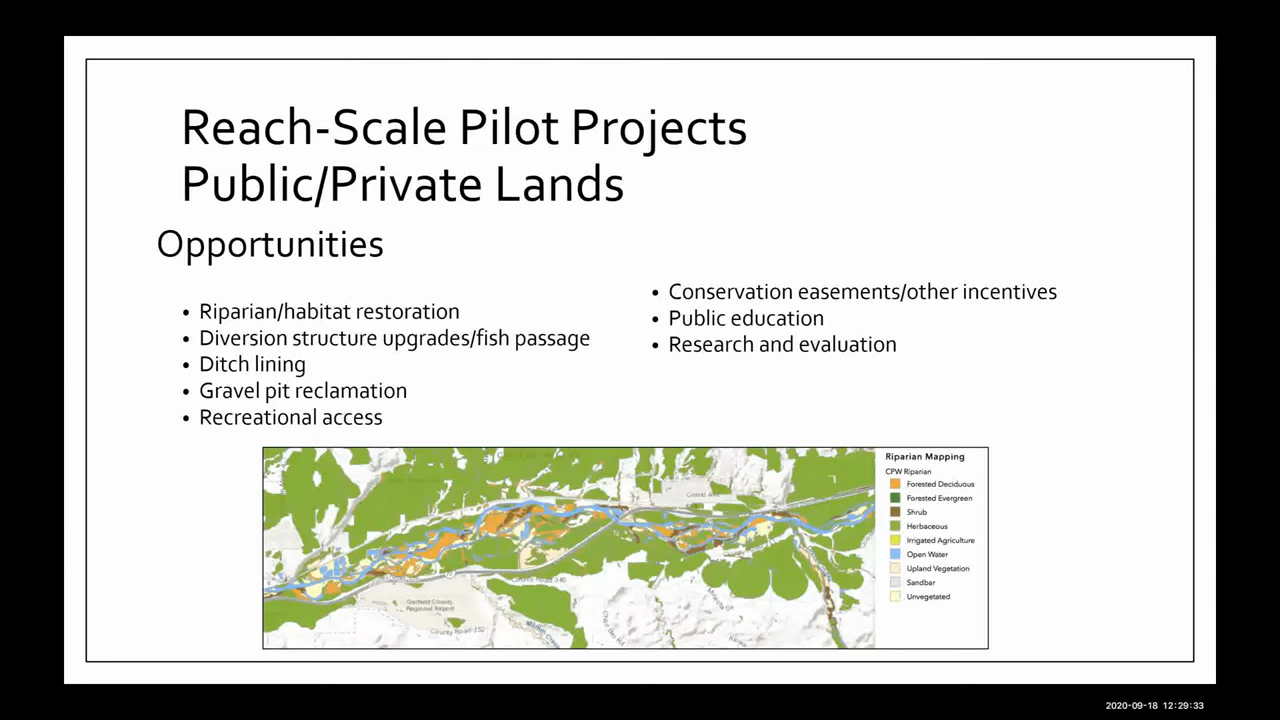 Reach-Scale Pilot Projects
Public/Private Lands
Opportunities
• Riparian/habitat restoration
• Diversion structure upgrades/fish passage
• Ditch lining
• Gravel pit reclamation
• Recreational access
• Conservation easements/other incentives
• Public education
• Research and evaluation
Garfield County
Regional Airport
Riparian Mapping
CPW Riparian
Forested Deciduous
Forested Evergreen
Shrub
Herbaceous
Irrigated Agriculture
Open Water
Upland Vegetation
Sandbar
Unvegetated
2020-09-18 12:29:33